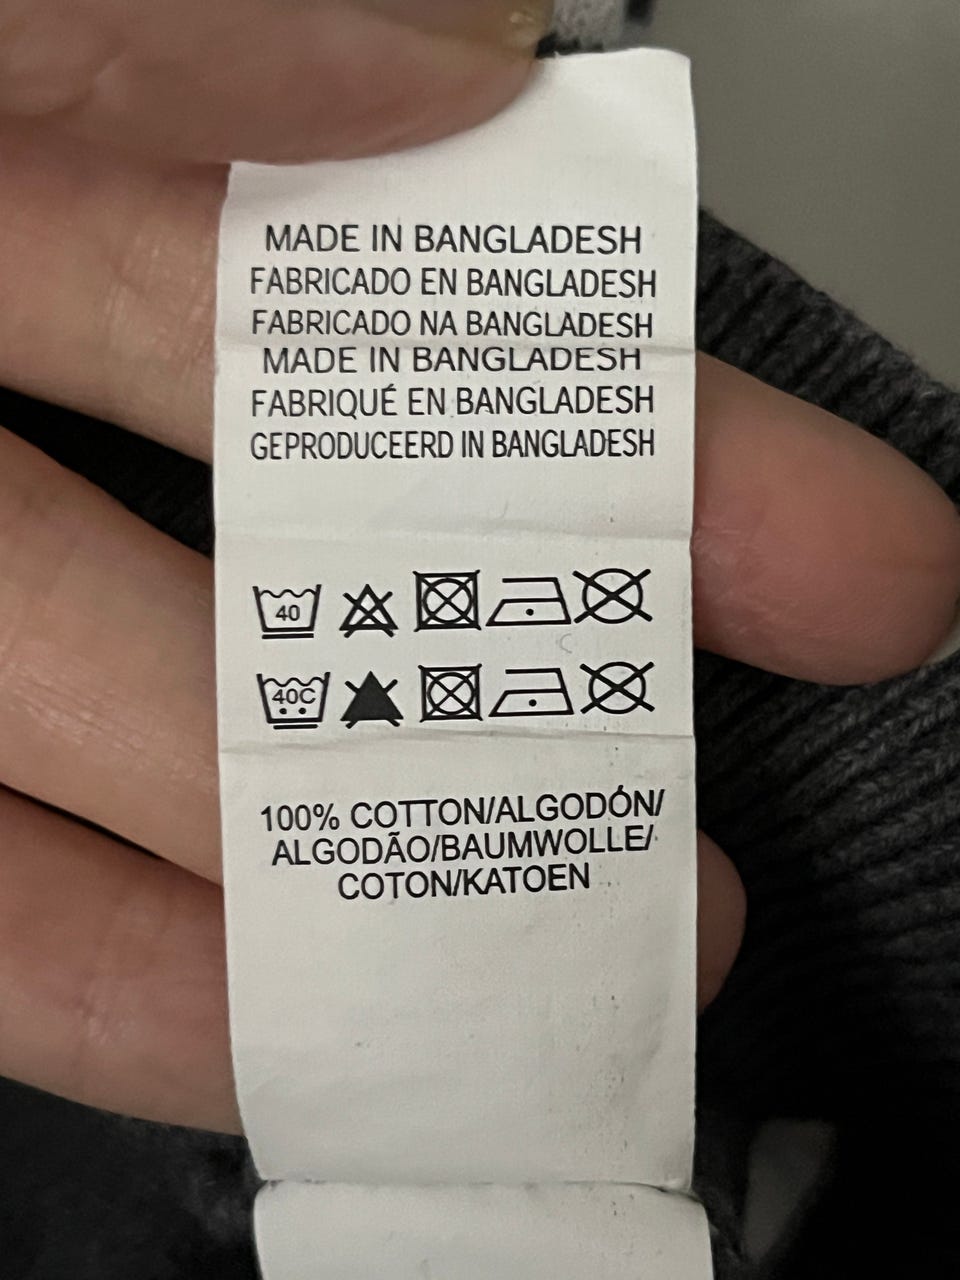 MADE IN BANGLADESH
FABRICADO EN BANGLADESH
FABRICADO NA BANGLADESH
MADE IN BANGLADESH
FABRIQUÉ EN BANGLADESH
GEPRODUCEERD IN BANGLADESH
40
40C
100% COTTON/ALGODÓN/
ALGODÃO/BAUMWOLLE/
COTON/KATOEN